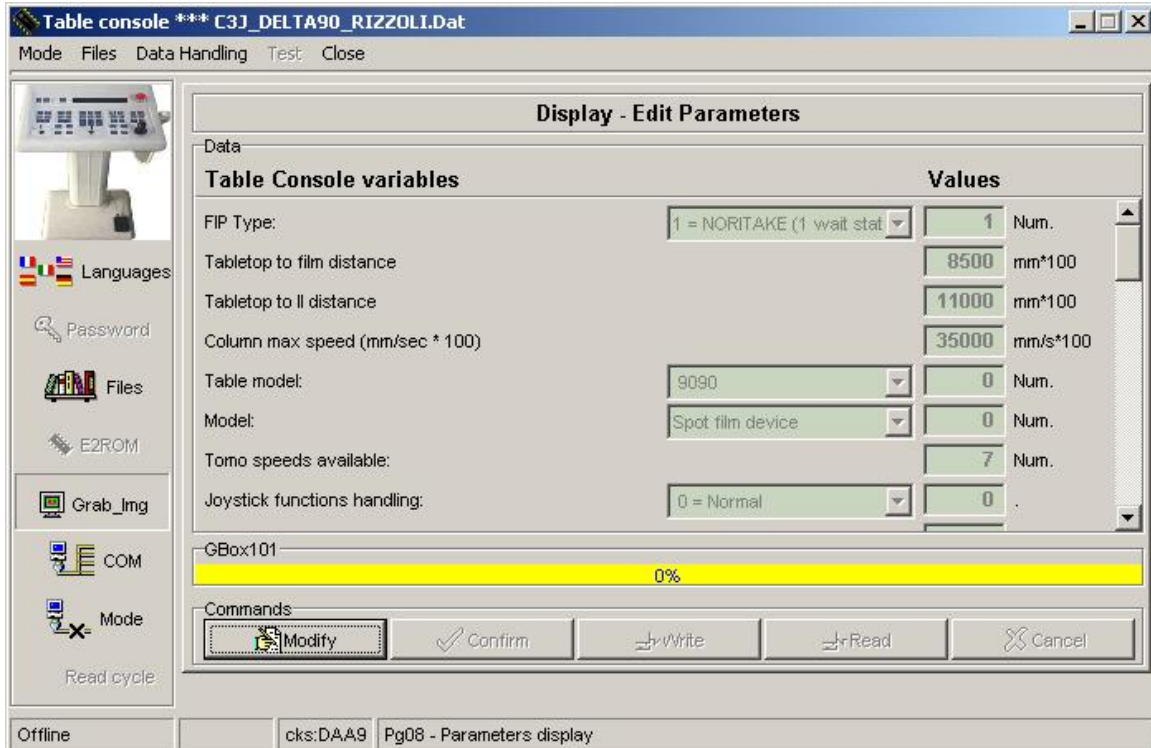 Table console *** C3J_DELTA90_RIZZOLI.Dat
Mode Files Data Handling Test Close
Display - Edit Parameters
Data
Table Console variables Values
FIP Type: 1 = NORITAKE (1 wait stat 1 Num.
Tabletop to film distance 8500 mm*100
Tabletop to II distance 11000 mm*100
Column max speed (mm/sec * 100) 35000 mm/s*100
Table model: 9090 0 Num.
Model: Spot film device 0 Num.
Tomo speeds available: 7 Num.
Joystick functions handling: 0 = Normal 0 .
Languages
Password
Files
E2ROM
Grab_Img
COM
Mode
Read cycle
GBox101
0%
Commands
Modify Confirm Write Read Cancel
Offline cks:DAA9 Pg08 - Parameters display